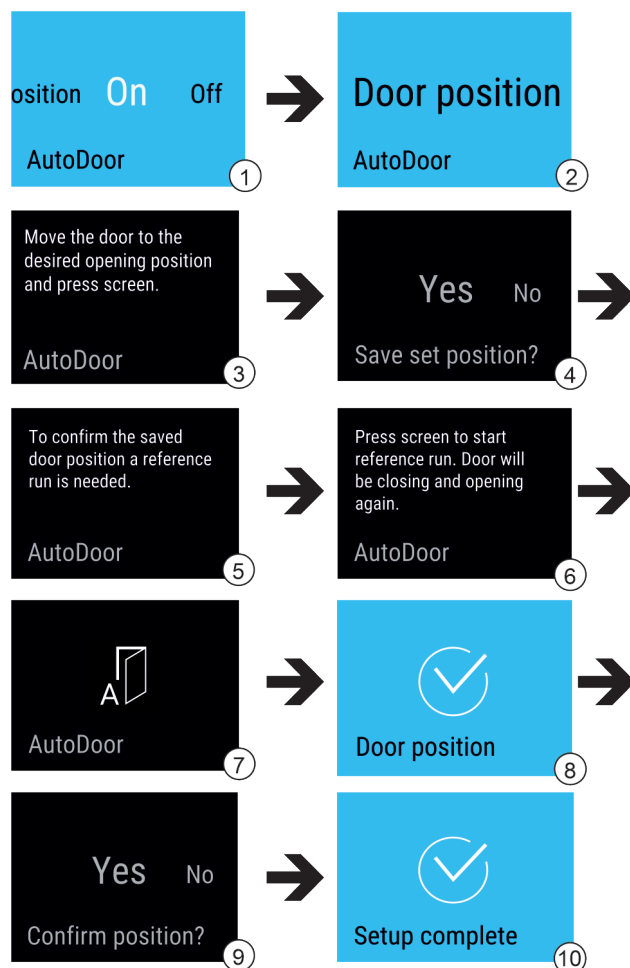 osition On Off
AutoDoor
1
Door position
AutoDoor
2
Move the door to the
desired opening position
and press screen.
AutoDoor
3
Yes No
Save set position?
4
To confirm the saved
door position a reference
run is needed.
AutoDoor
5
Press screen to start
reference run. Door will
be closing and opening
again.
AutoDoor
6
A
AutoDoor
7
Door position
8
Yes No
Confirm position?
9
Setup complete
10